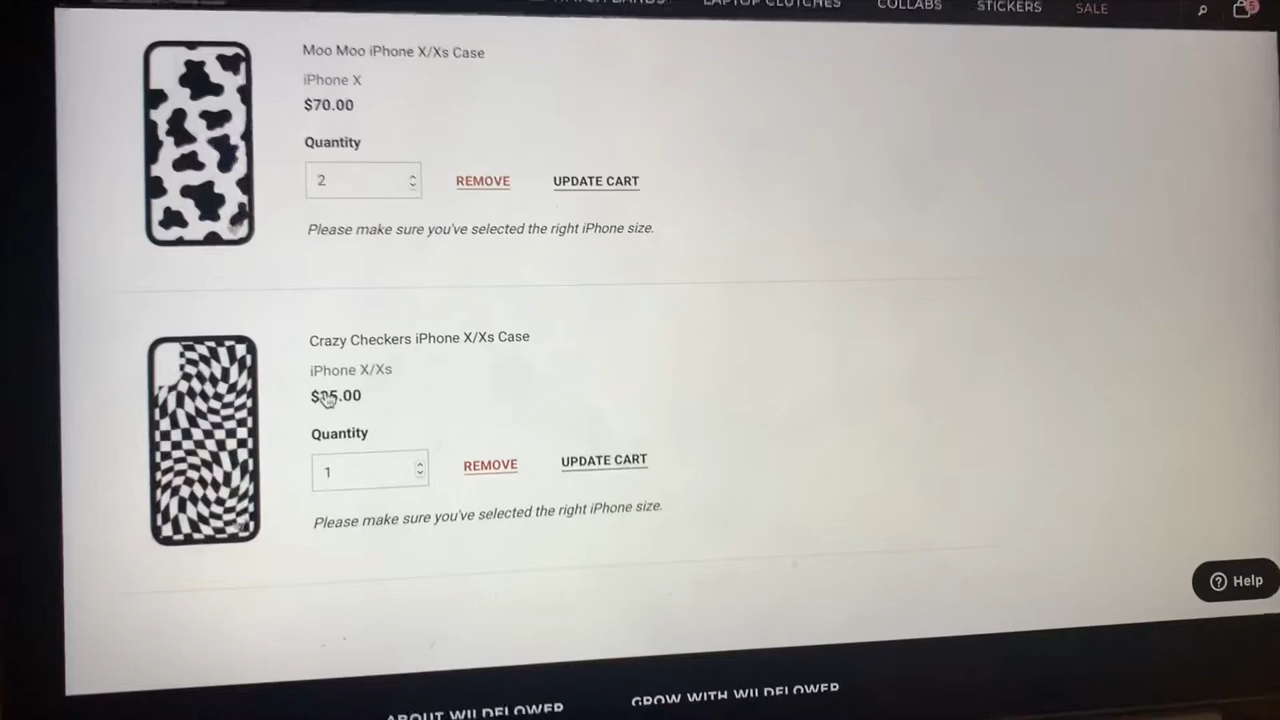 LAPTOP CLUTCHES COLLABS STICKERS SALE
Moo Moo iPhone X/Xs Case
iPhone X
$70.00
Quantity
2 REMOVE UPDATE CART
Please make sure you've selected the right iPhone size.
Crazy Checkers iPhone X/Xs Case
iPhone X/Xs
Quantity
1 REMOVE UPDATE CART
Please make sure you've selected the right iPhone size.
Help
ABOUT WILDFLOWER GROW WITH WILDFLOWER